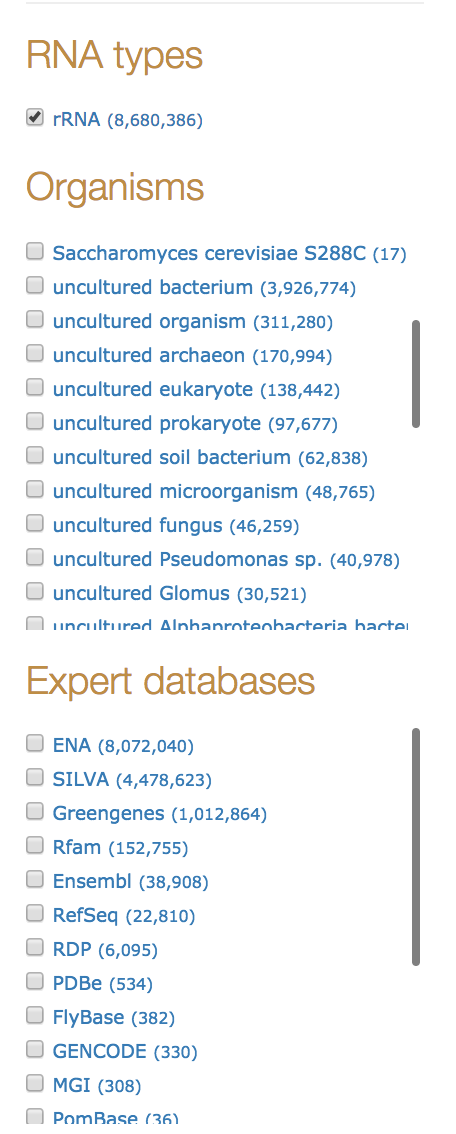 RNA types
rRNA (8,680,386)
Organisms
Saccharomyces cerevisiae S288C (17)
uncultured bacterium (3,926,774)
uncultured organism (311,280)
uncultured archaeon (170,994)
uncultured eukaryote (138,442)
uncultured prokaryote (97,677)
uncultured soil bacterium (62,838)
uncultured microorganism (48,765)
uncultured fungus (46,259)
uncultured Pseudomonas sp. (40,978)
uncultured Glomus (30,521)
uncultured Alphaproteobacteria bacter
Expert databases
ENA (8,072,040)
SILVA (4,478,623)
Greengenes (1,012,864)
Rfam (152,755)
Ensembl (38,908)
RefSeq (22,810)
RDP (6,095)
PDBe (534)
FlyBase (382)
GENCODE (330)
MGI (308)
PomBase (36)